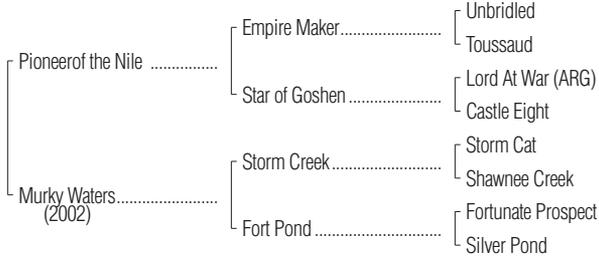 Unbridled
Empire Maker........................
Toussaud
Pioneerof the Nile ................
Lord At War (ARG)
Star of Goshen ......................
Castle Eight
Storm Cat
Storm Creek..........................
Shawnee Creek
Murky Waters........................
(2002)
Fortunate Prospect
Fort Pond ..............................
Silver Pond